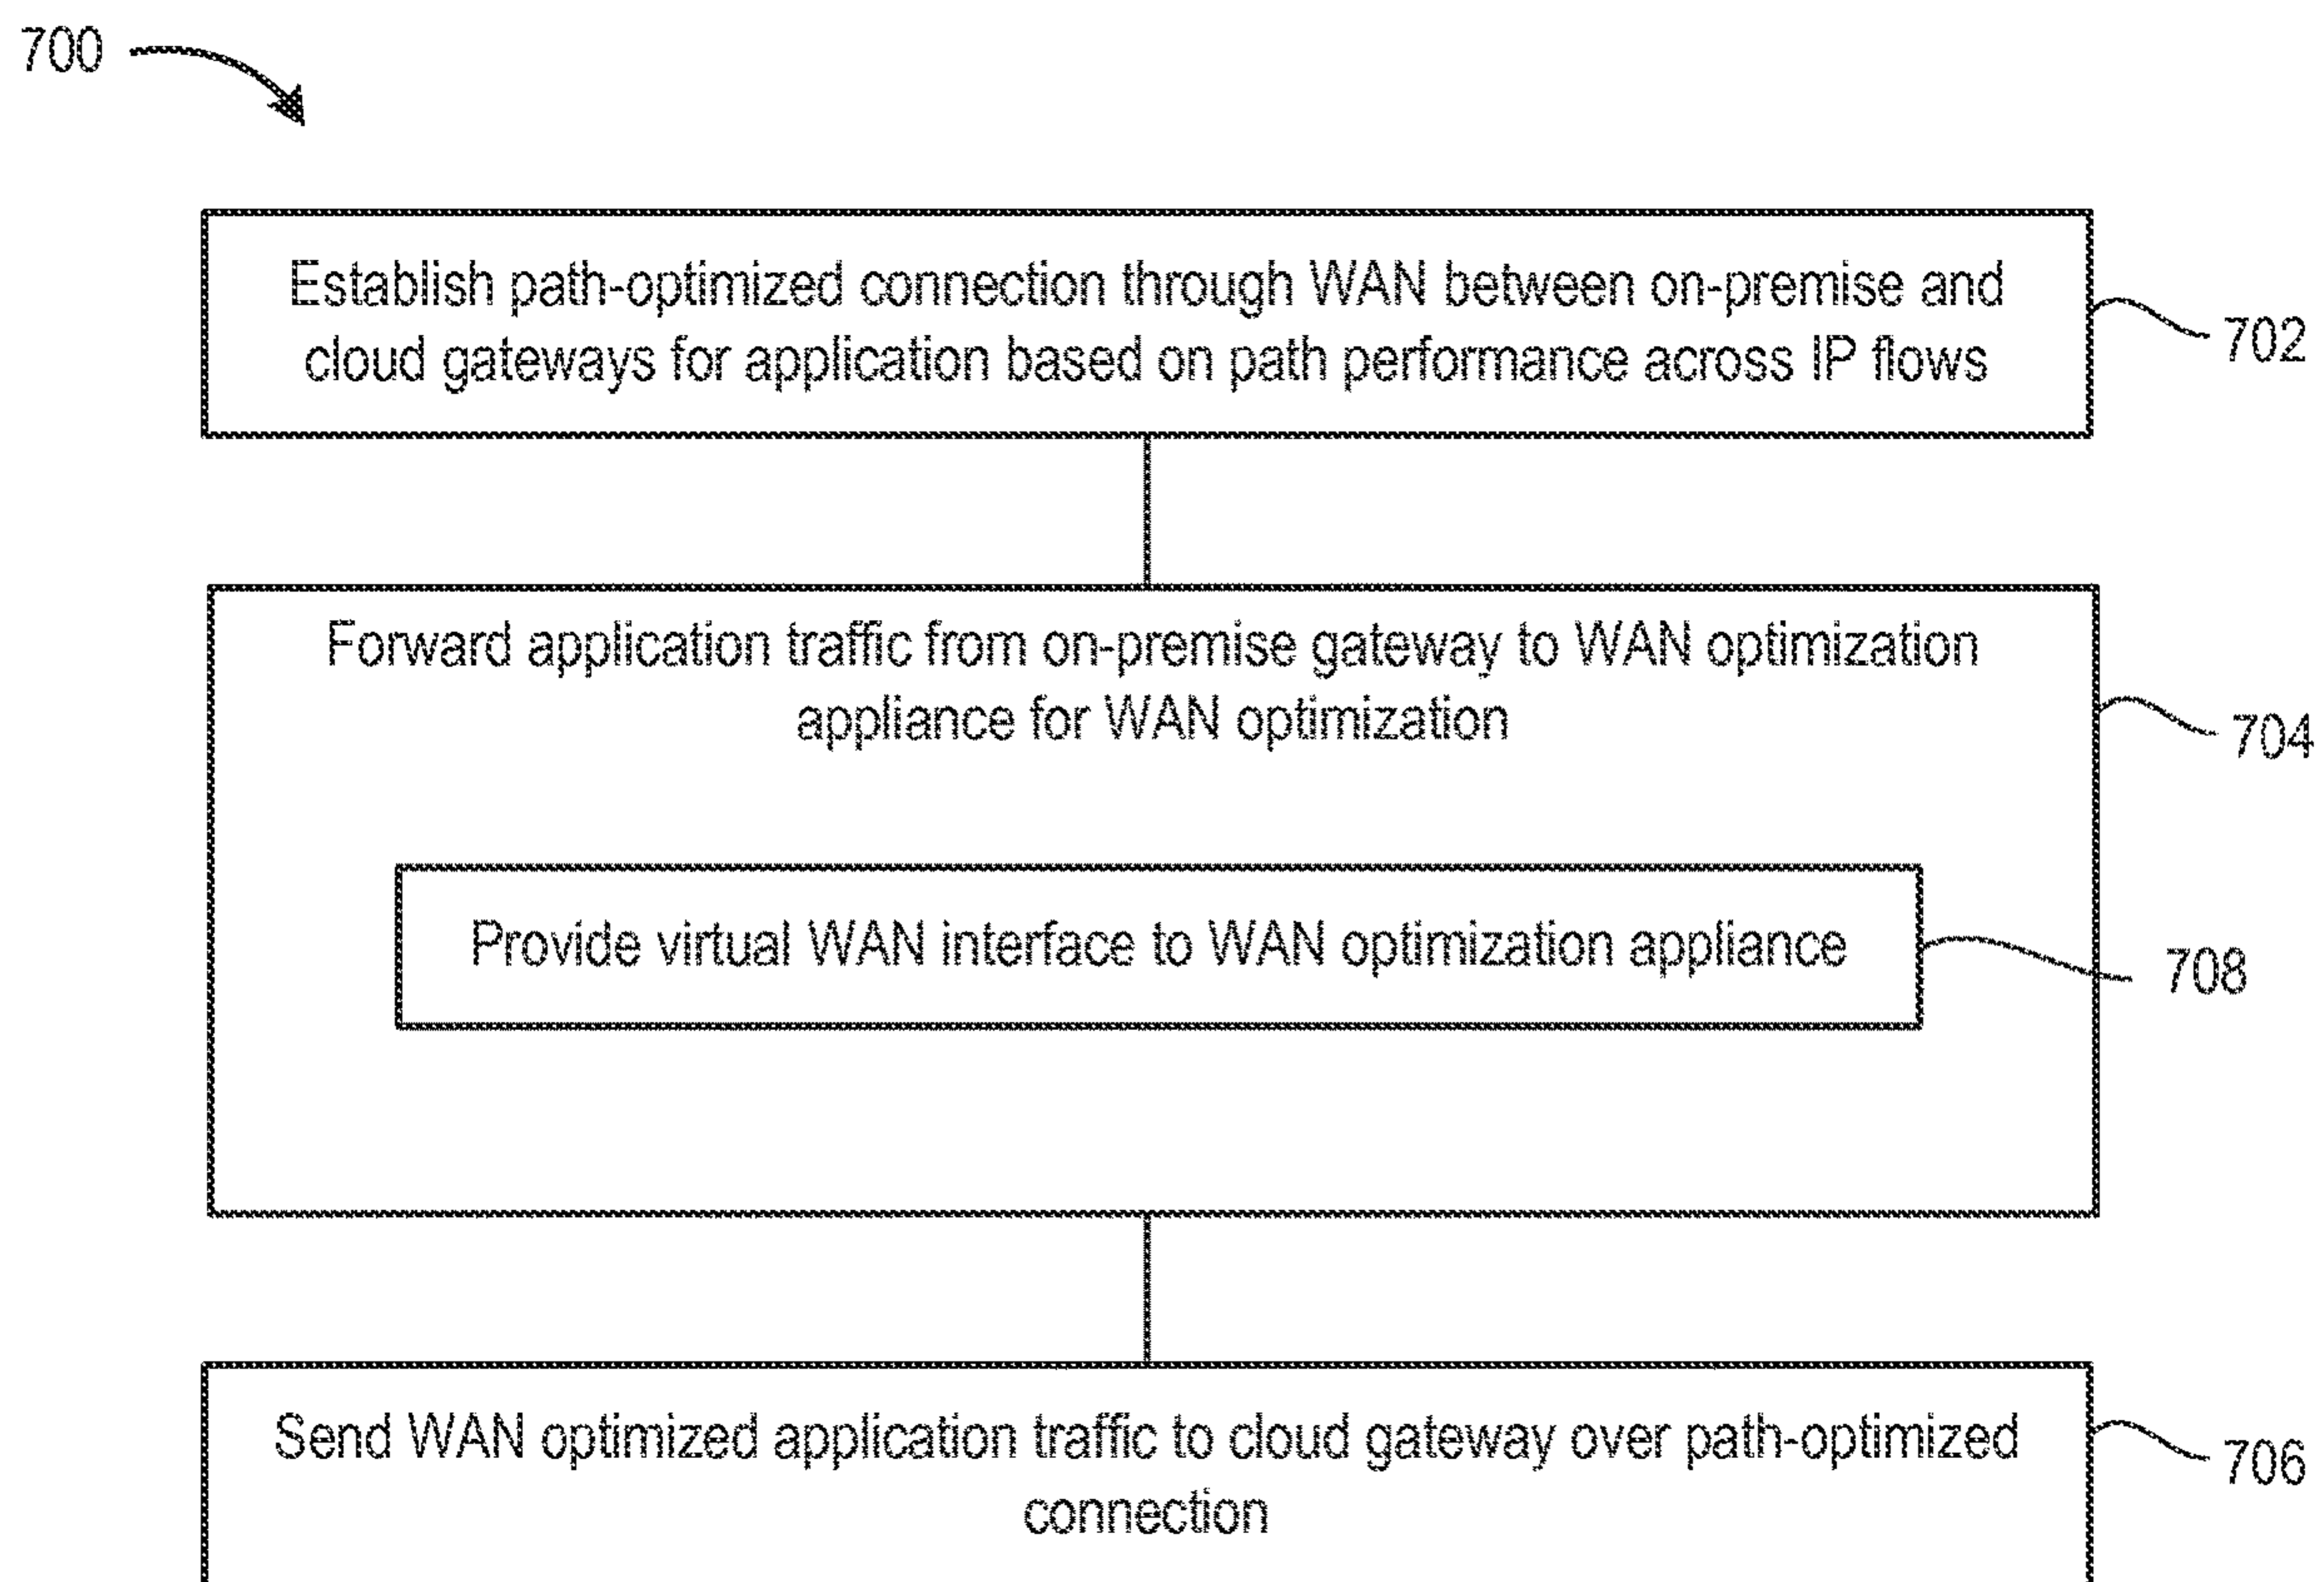 700
Establish path-optimized connection through WAN between on-premise and
cloud gateways for application based on path performance across IP flows
702
Forward application traffic from on-premise gateway to WAN optimization
appliance for WAN optimization
704
Provide virtual WAN interface to WAN optimization appliance
708
Send WAN optimized application traffic to cloud gateway over path-optimized
connection
706